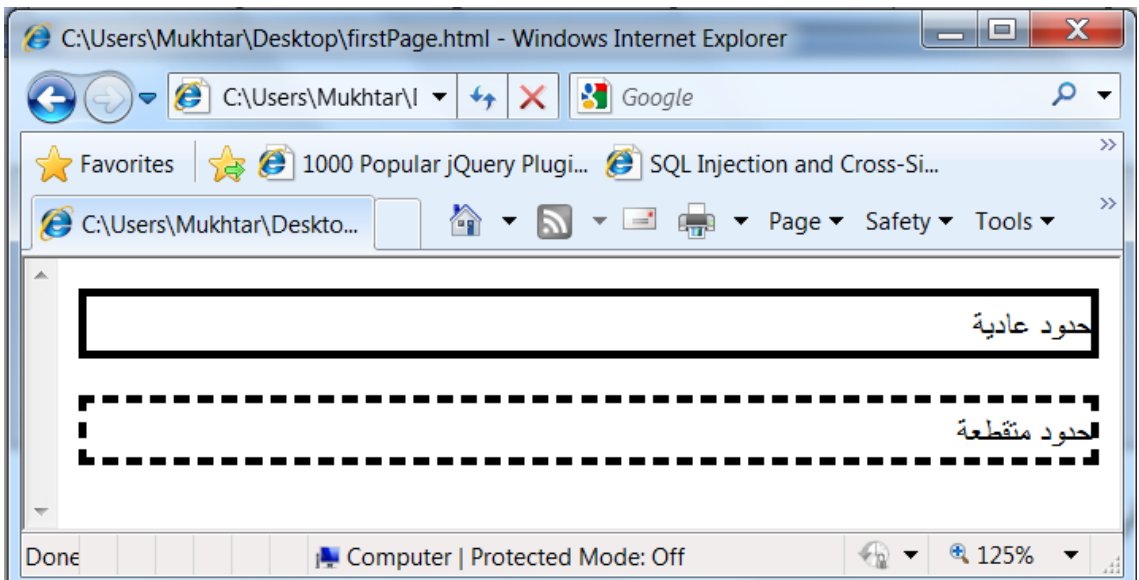 C:\Users\Mukhtar\Desktop\firstPage.html - Windows Internet Explorer
C:\Users\Mukhtar\l
Google
Favorites
1000 Popular jQuery Plugi...
SQL Injection and Cross-Si...
C:\Users\Mukhtar\Deskto...
Page Safety Tools
حدود عادية
حدود متقطعة
Done
Computer | Protected Mode: Off
125%